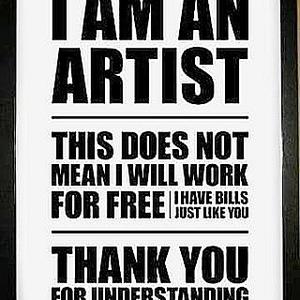 I AM AN
ARTIST
THIS DOES NOT
MEAN I WILL WORK
FOR FREE | I HAVE BILLS
JUST LIKE YOU
THANK YOU
FOR UNDERSTANDING